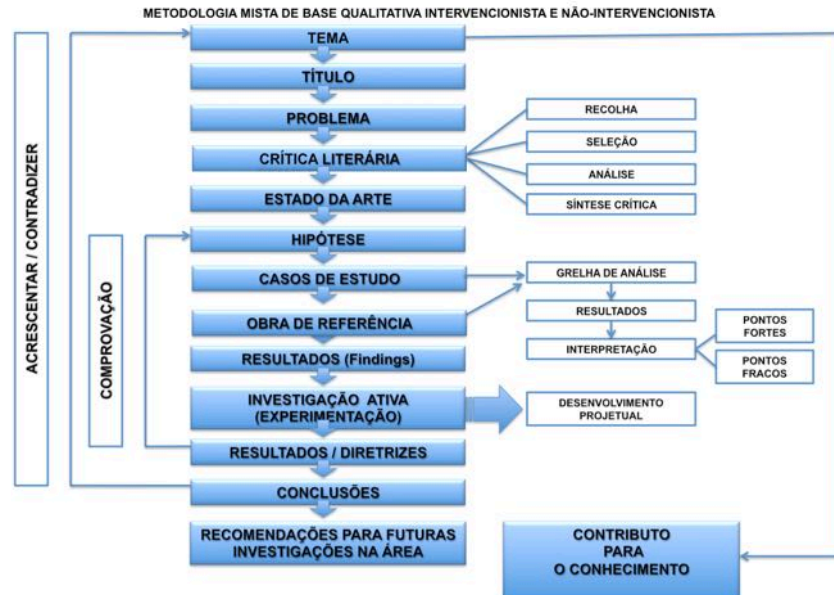 METODOLOGIA MISTA DE BASE QUALITATIVA INTERVENCIONISTA E NÃO-INTERVENCIONISTA
TEMA
TÍTULO
PROBLEMA
CRÍTICA LITERÁRIA
RECOLHA
SELEÇÃO
ANÁLISE
SÍNTESE CRÍTICA
ESTADO DA ARTE
HIPÓTESE
CASOS DE ESTUDO
OBRA DE REFERÊNCIA
GRELHA DE ANÁLISE
RESULTADOS
INTERPRETAÇÃO
PONTOS
FORTES
PONTOS
FRACOS
RESULTADOS (Findings)
INVESTIGAÇÃO ATIVA
(EXPERIMENTAÇÃO)
DESENVOLVIMENTO
PROJETUAL
RESULTADOS / DIRETRIZES
CONCLUSÕES
RECOMENDAÇÕES PARA FUTURAS
INVESTIGAÇÕES NA ÁREA
CONTRIBUTO
PARA
O CONHECIMENTO
ACRESCENTAR / CONTRADIZER
COMPROVAÇÃO